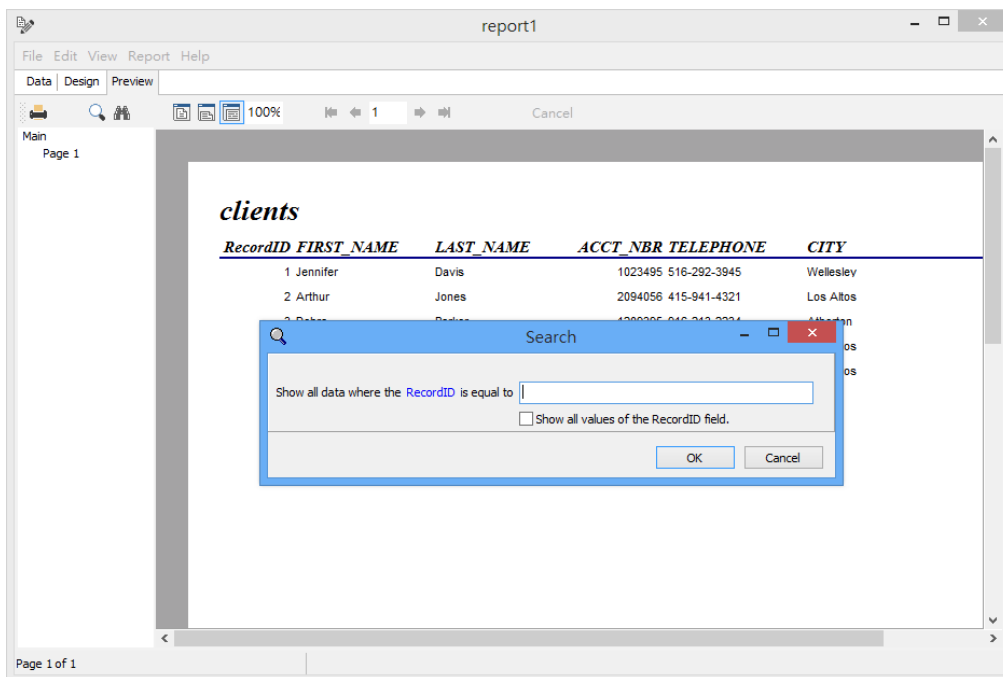 report1
File Edit View Report Help
Data Design Preview
100% 1 Cancel
Main
Page 1
clients
RecordID FIRST_NAME LAST_NAME ACCT_NBR TELEPHONE CITY
1 Jennifer Davis 1023495 516-292-3945 Wellesley
2 Arthur Jones 2094056 415-941-4321 Los Altos
Search
os
os
Show all data where the RecordID is equal to
Show all values of the RecordID field.
OK Cancel
Page 1 of 1